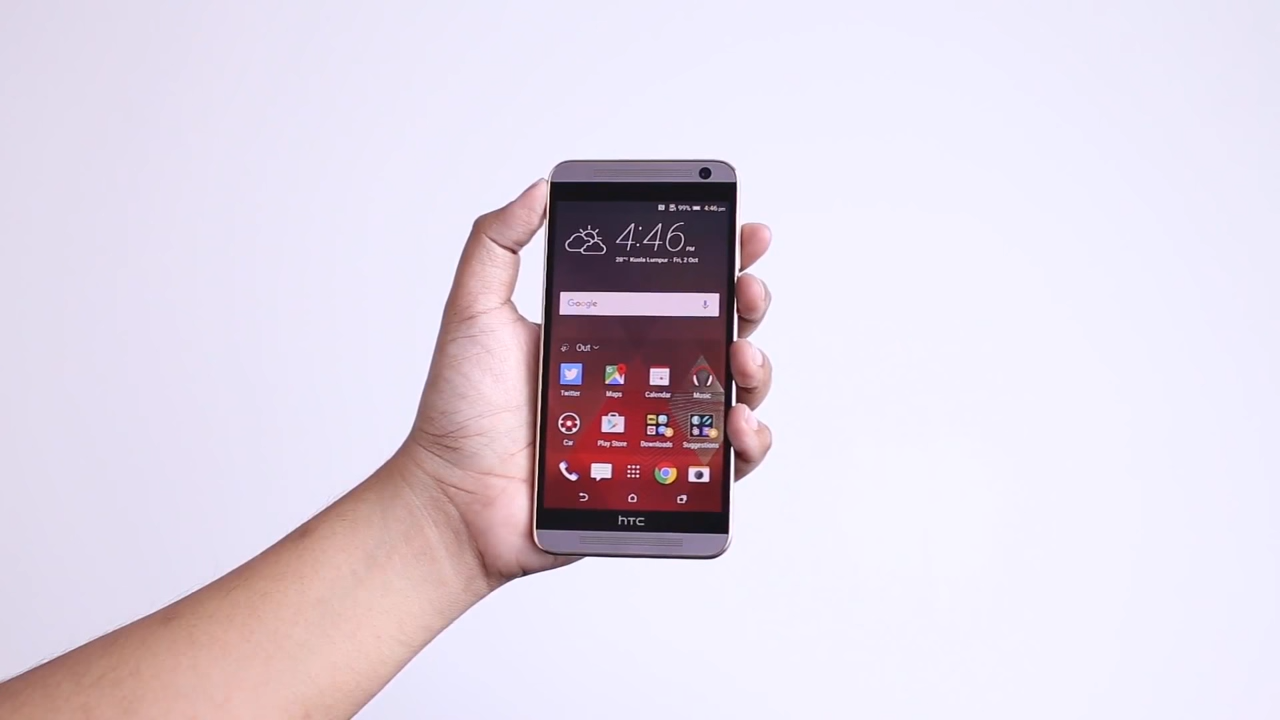 99% 4:46 pm
4:46 PM
28°C Kuala Lumpur - Fri, 2 Oct
Google
Out
Twitter Maps Calendar Music
Car Play Store Downloads Suggestions
hTC